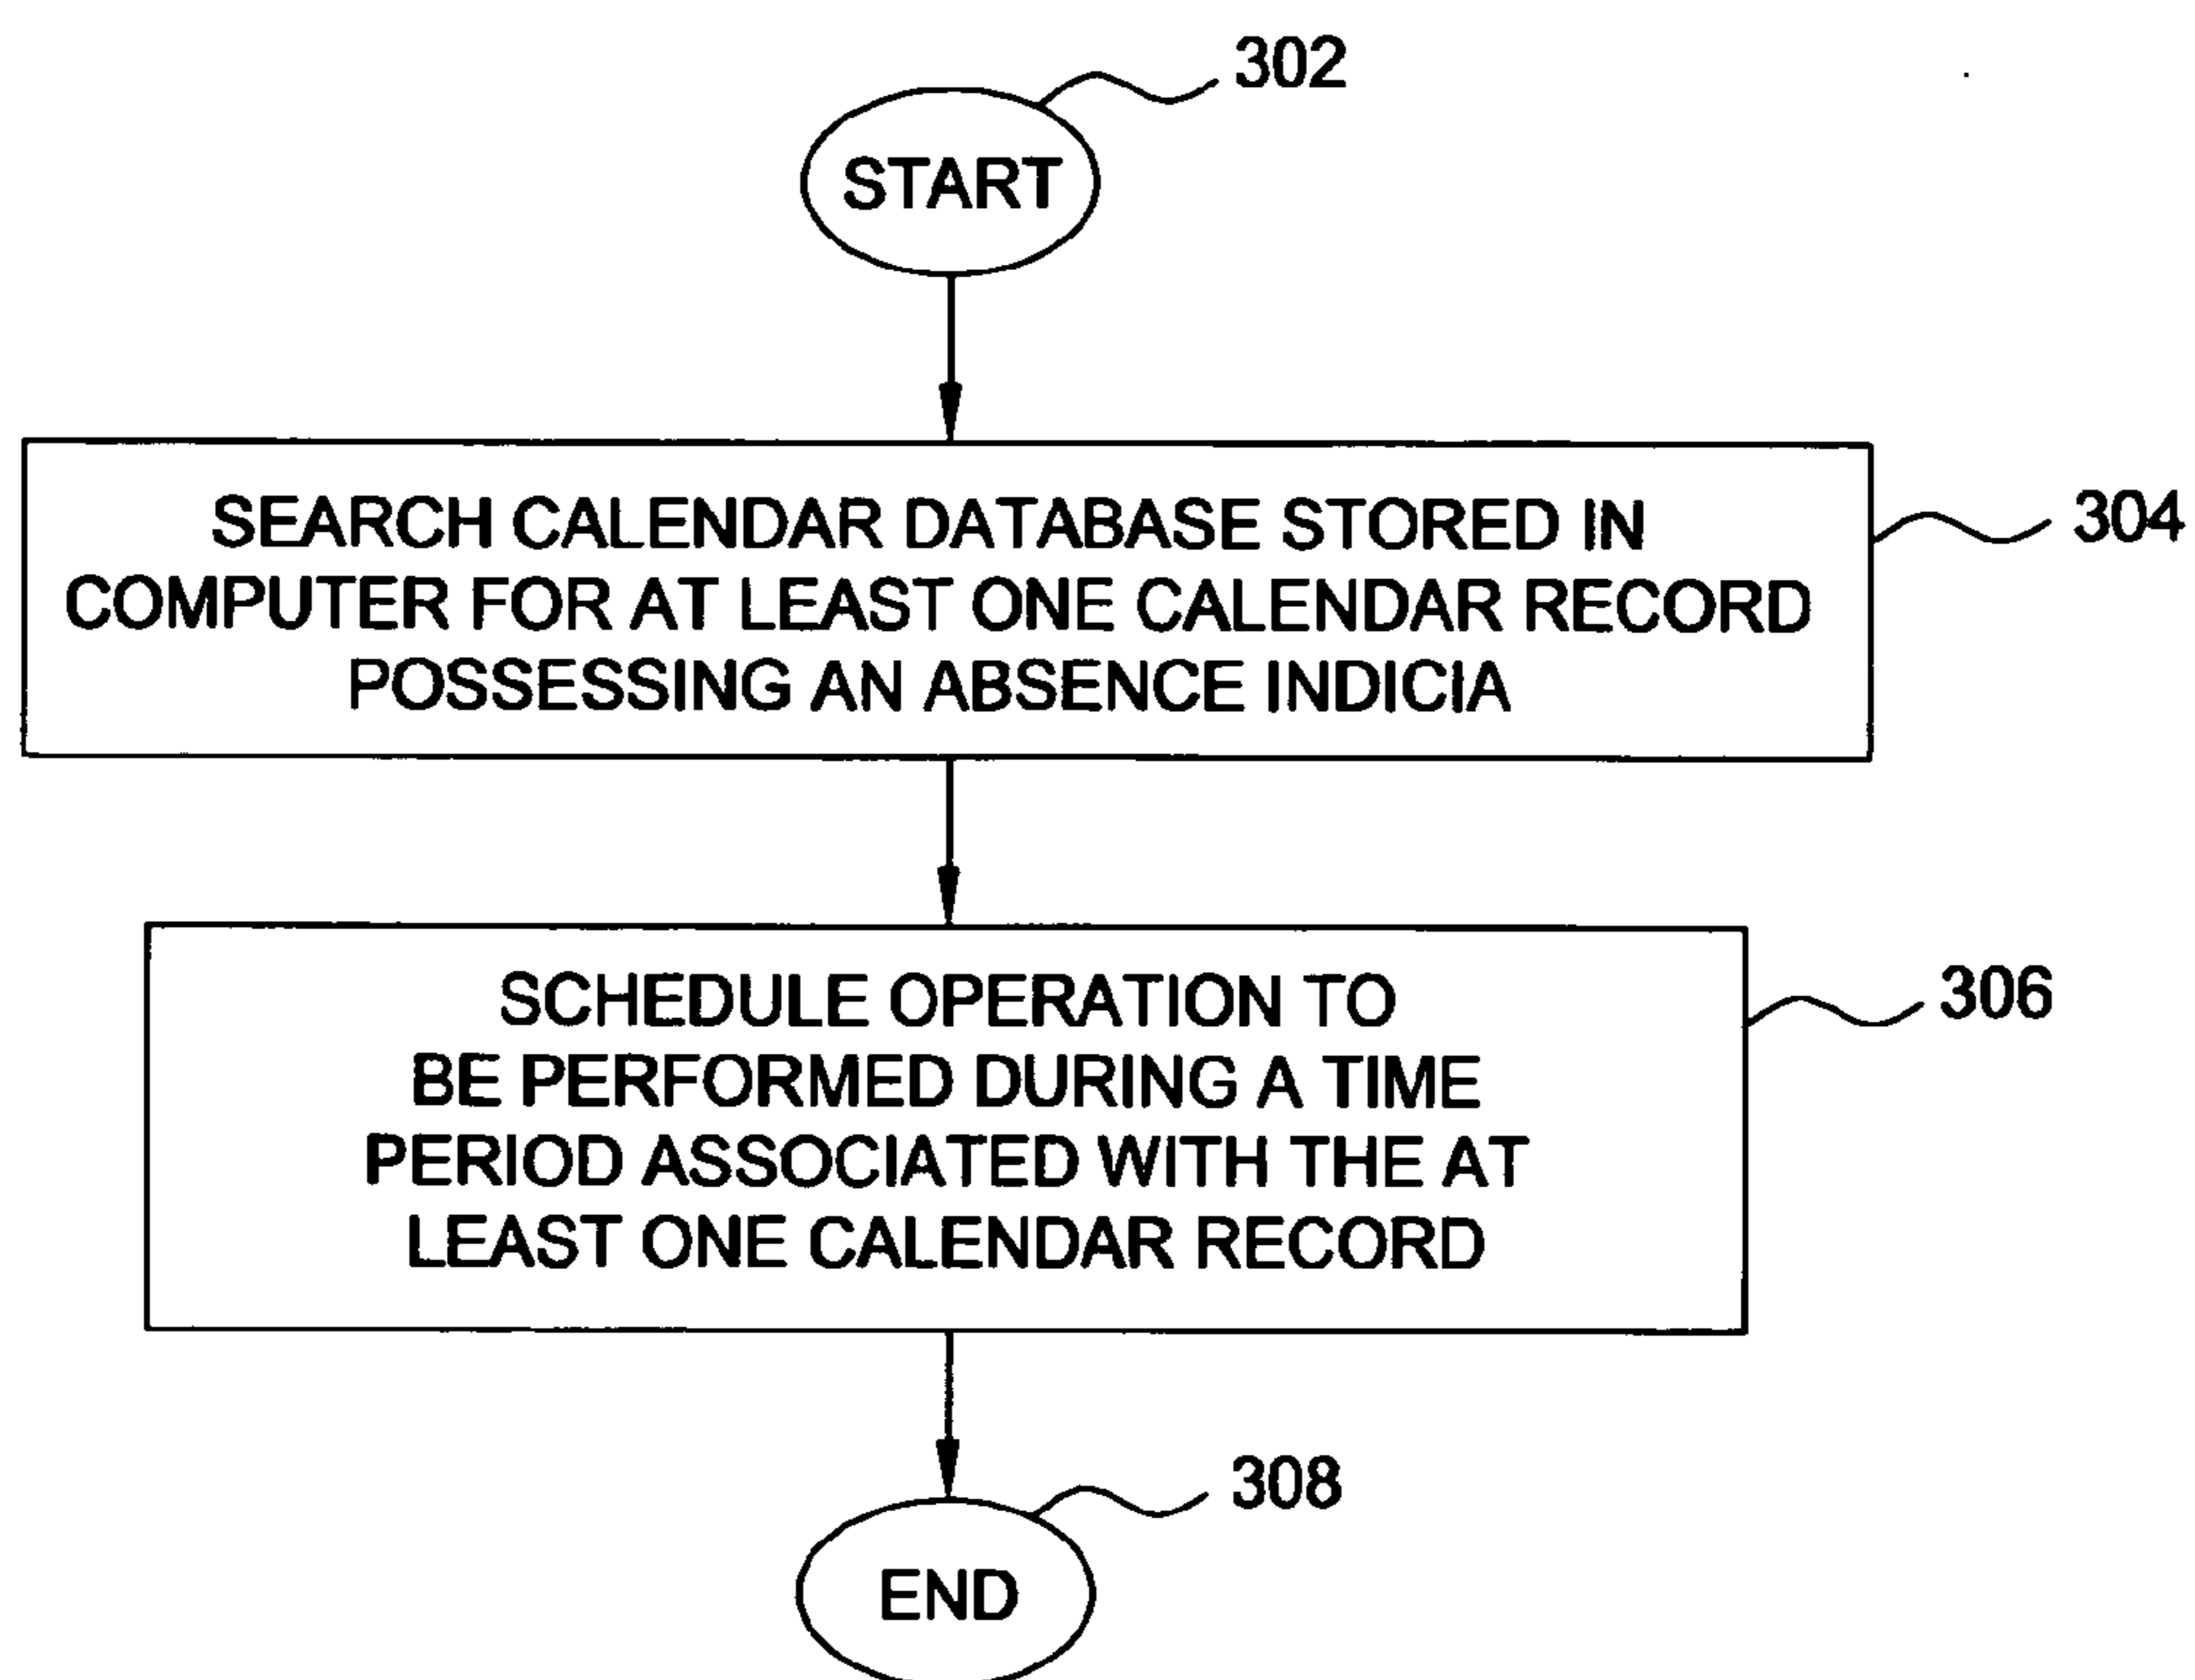 302
START
SEARCH CALENDAR DATABASE STORED IN
COMPUTER FOR AT LEAST ONE CALENDAR RECORD
POSSESSING AN ABSENCE INDICIA
304
SCHEDULE OPERATION TO
BE PERFORMED DURING A TIME
PERIOD ASSOCIATED WITH THE AT
LEAST ONE CALENDAR RECORD
306
308
END